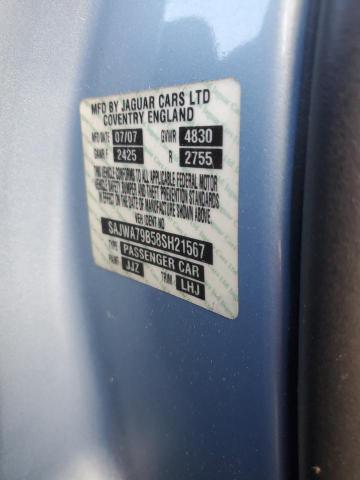 MFD BY JAGUAR CARS LTD
COVENTRY ENGLAND
MFD DATE 07/07 GVWR 4830
GAWR F 2425 R 2755
THIS VEHICLE CONFORMS TO ALL APPLICABLE FEDERAL MOTOR
VEHICLE SAFETY BUMPER, AND THEFT PREVENTION STANDARDS
IN EFFECT ON THE DATE OF MANUFACTURE SHOWN ABOVE
VEH IDENT NO
SAJWA79B58SH21567
TYPE PASSENGER CAR
PAINT JJZ TRIM LHJ